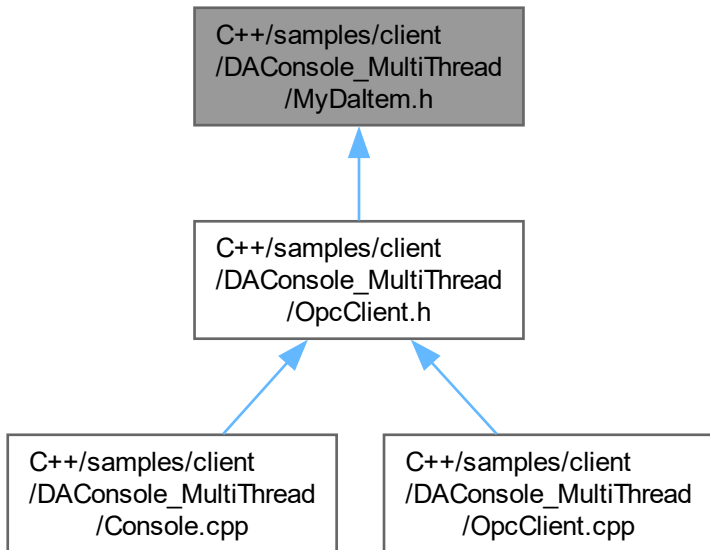 C++/samples/client
/DAConsole_MultiThread
/MyDaItem.h
C++/samples/client
/DAConsole_MultiThread
/OpcClient.h
C++/samples/client
/DAConsole_MultiThread
/Console.cpp
C++/samples/client
/DAConsole_MultiThread
/OpcClient.cpp